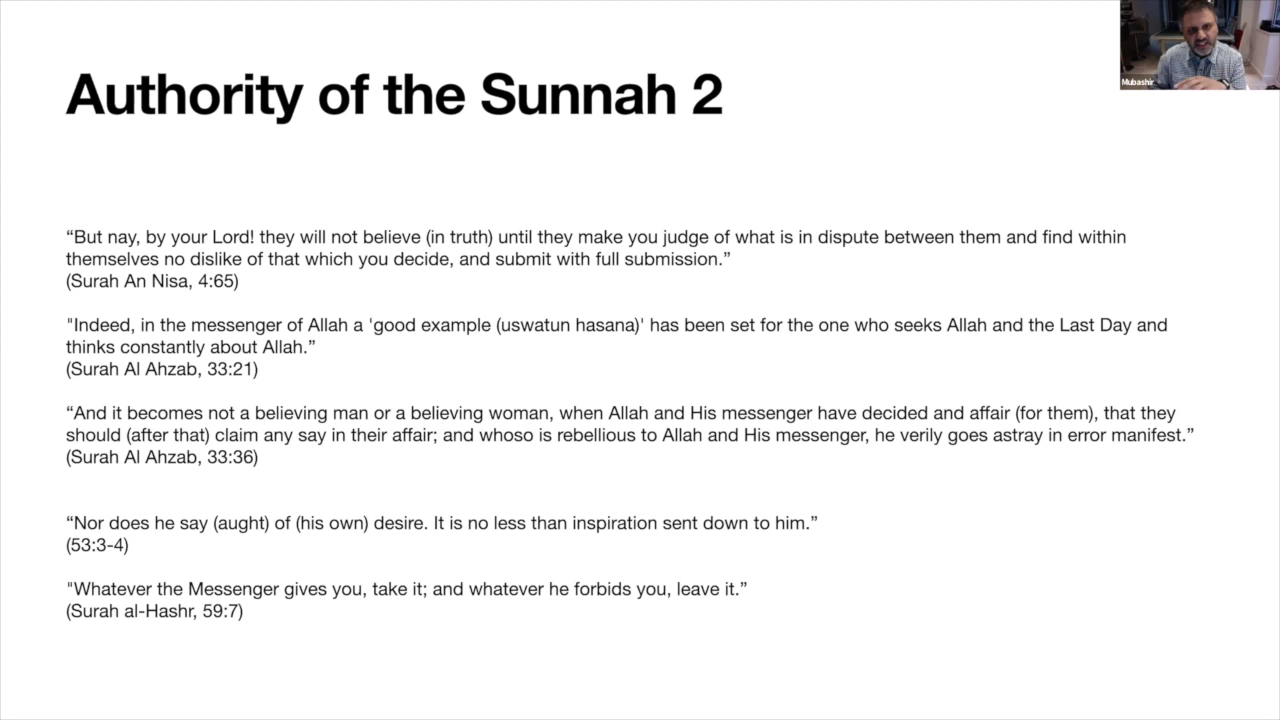 Authority of the Sunnah 2
Mubashir
“But nay, by your Lord! they will not believe (in truth) until they make you judge of what is in dispute between them and find within
themselves no dislike of that which you decide, and submit with full submission.”
(Surah An Nisa, 4:65)
"Indeed, in the messenger of Allah a 'good example (uswatun hasana)' has been set for the one who seeks Allah and the Last Day and
thinks constantly about Allah.”
(Surah Al Ahzab, 33:21)
“And it becomes not a believing man or a believing woman, when Allah and His messenger have decided and affair (for them), that they
should (after that) claim any say in their affair; and whoso is rebellious to Allah and His messenger, he verily goes astray in error manifest.”
(Surah Al Ahzab, 33:36)
“Nor does he say (aught) of (his own) desire. It is no less than inspiration sent down to him.”
(53:3-4)
"Whatever the Messenger gives you, take it; and whatever he forbids you, leave it.”
(Surah al-Hashr, 59:7)